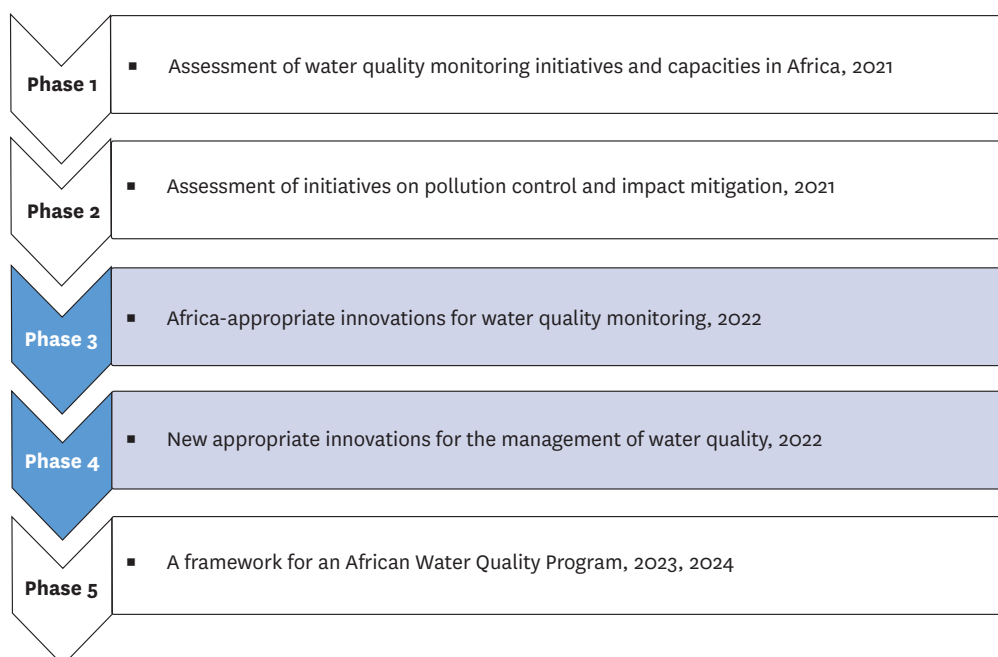 Phase 1
▪ Assessment of water quality monitoring initiatives and capacities in Africa, 2021
Phase 2
▪ Assessment of initiatives on pollution control and impact mitigation, 2021
Phase 3
▪ Africa-appropriate innovations for water quality monitoring, 2022
Phase 4
▪ New appropriate innovations for the management of water quality, 2022
Phase 5
▪ A framework for an African Water Quality Program, 2023, 2024